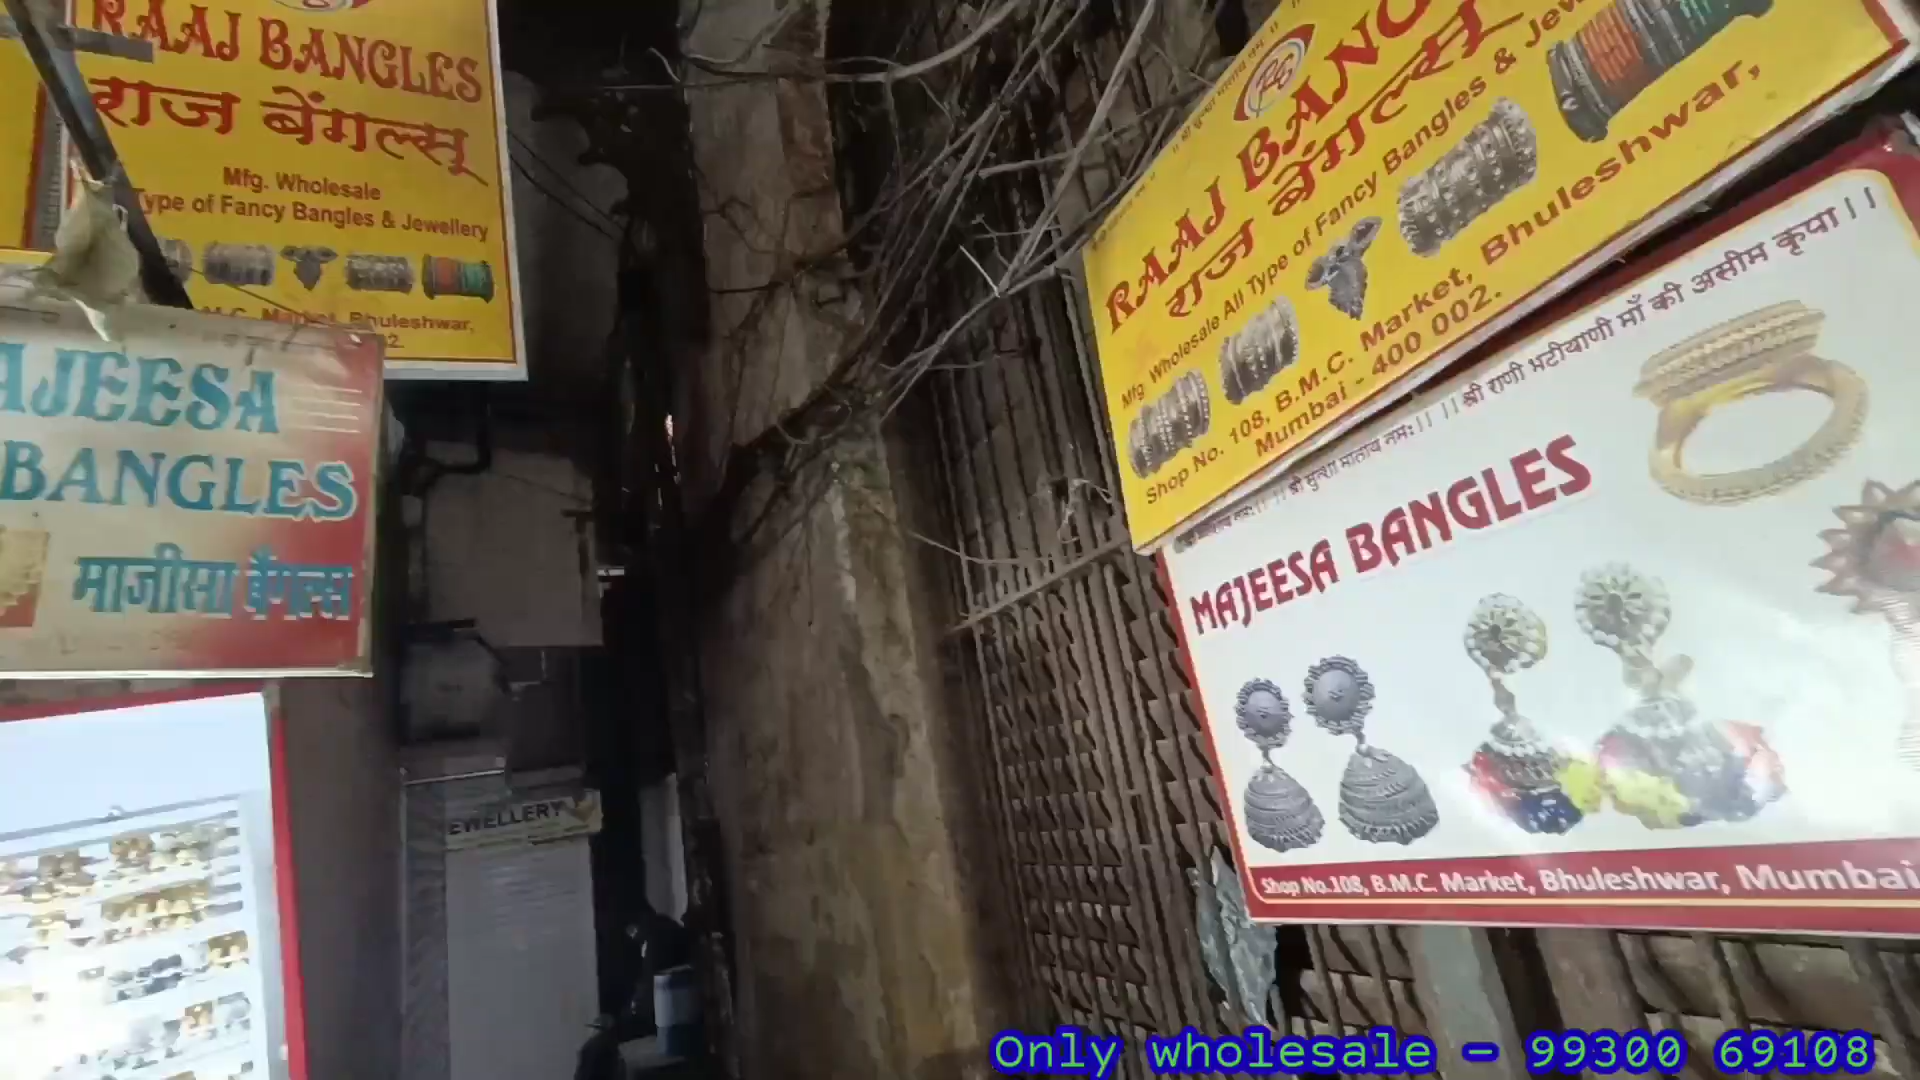 RAAJ BANGLES
राज बेंगल्स्
Mfg. Wholesale
Type of Fancy Bangles & Jewellery
M.C. Market, Bhuleshwar,
AJEESA
BANGLES
माजीसा बैंगल्स
EWELLERY
RAAJ BANG
राज बेंगल्स्
Mfg. Wholesale All Type of Fancy Bangles & Jew
Shop No. 108, B.M.C. Market, Bhuleshwar,
Mumbai - 400 002.
।। श्री राणी भटीयाणी माँ की असीम कृपा ।।
MAJEESA BANGLES
Shop No.108, B.M.C. Market, Bhuleshwar, Mumbai
Only wholesale - 99300 69108